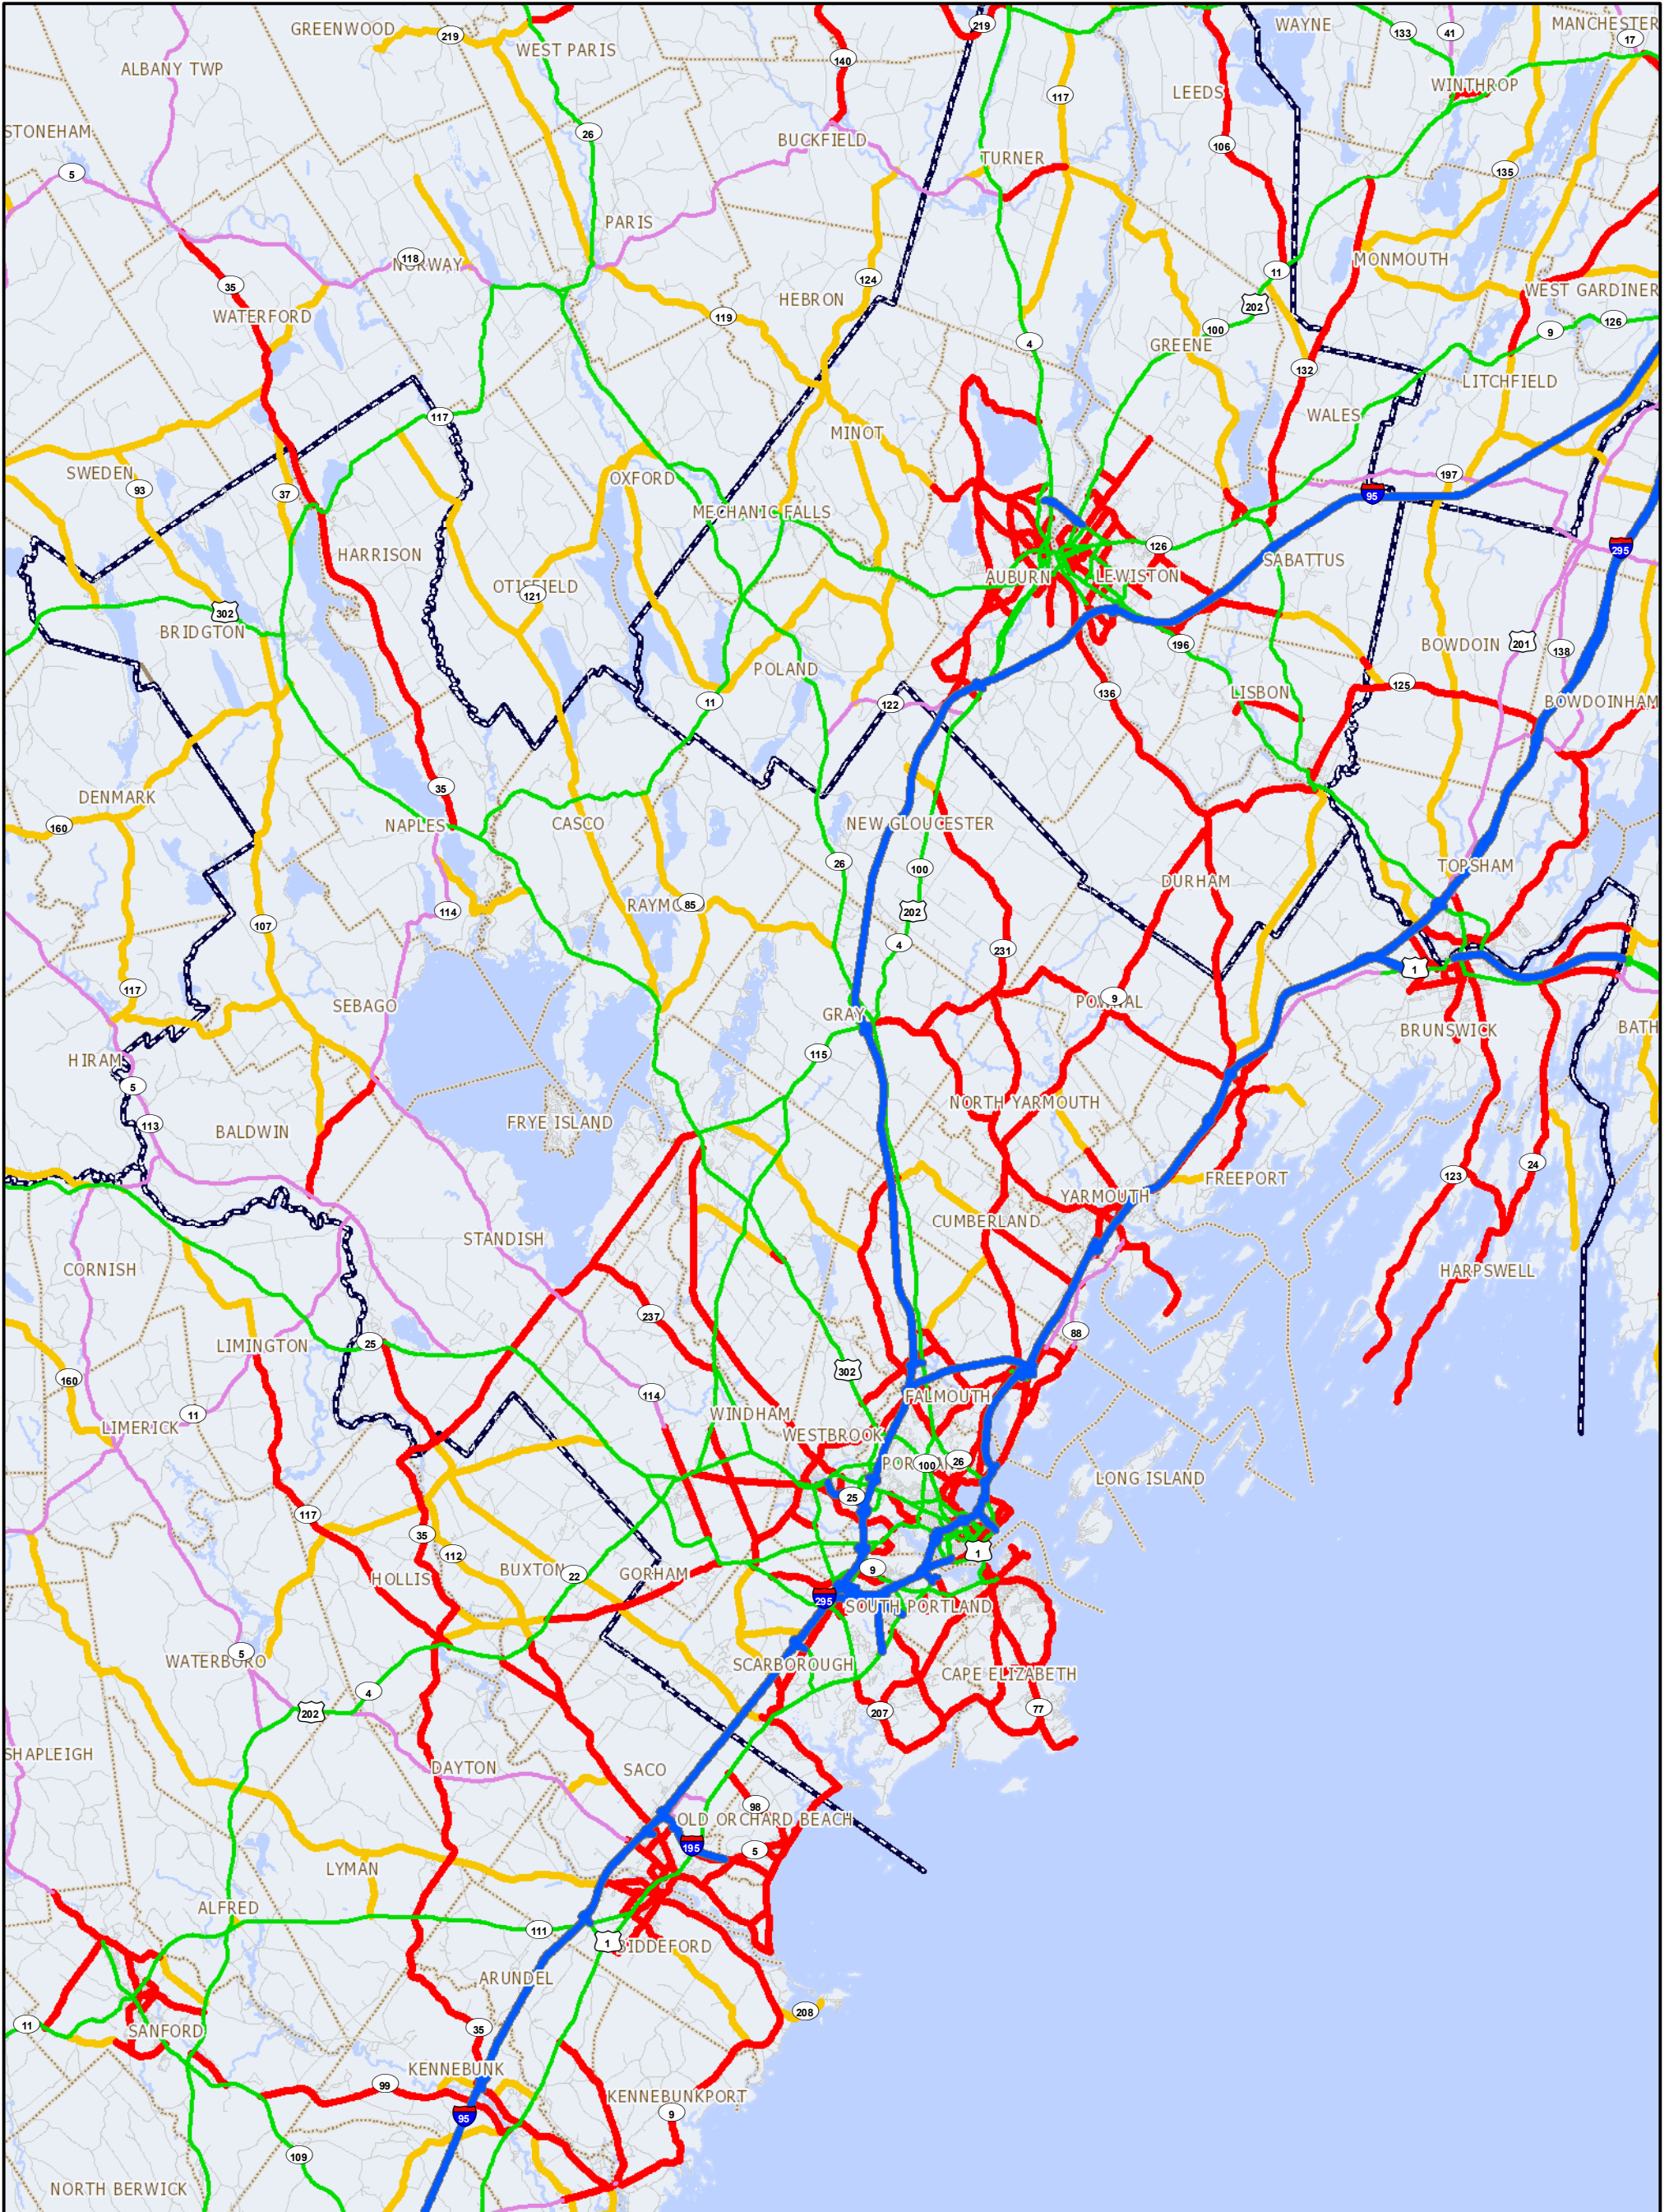 219
WAYNE
MANCHESTER
GREENWOOD
133
41
219
17
WEST PARIS
140
ALBANY TWP
WINTHROP
LEEDS
117
STONEHAM
26
BUCKFIELD
106
TURNER
5
135
PARIS
118
NORWAY
11
MONMOUTH
124
35
WEST GARDINER
HEBRON
202
WATERFORD
119
126
100
9
4
GREENE
132
LITCHFIELD
117
WALES
MINOT
SWEDEN
OXFORD
197
93
37
95
MECHANIC FALLS
126
295
HARRISON
SABATTUS
AUBURN
LEWISTON
OTISFIELD
121
302
BRIDGTON
196
201
BOWDOIN
138
POLAND
125
136
LISBON
11
122
BOWDOINHAM
35
DENMARK
160
NAPLES
CASCO
NEW GLOUCESTER
26
100
TOPSHAM
DURHAM
RAYMOND
85
114
202
107
4
231
1
117
9
SEBAGO
POWNAL
GRAY
BRUNSWICK
BATH
115
HIRAM
5
NORTH YARMOUTH
113
FRYE ISLAND
BALDWIN
24
123
FREEPORT
YARMOUTH
CUMBERLAND
STANDISH
CORNISH
HARPSWELL
237
88
25
LIMINGTON
302
160
114
FALMOUTH
11
WINDHAM
LIMERICK
WESTBROOK
26
100
PORTLAND
LONG ISLAND
25
117
35
1
112
9
BUXTON
22
GORHAM
HOLLIS
295
SOUTH PORTLAND
5
WATERBORO
SCARBOROUGH
CAPE ELIZABETH
4
77
202
207
SHAPLEIGH
DAYTON
SACO
98
OLD ORCHARD BEACH
195
5
LYMAN
ALFRED
111
1
BIDDEFORD
ARUNDEL
208
11
35
SANFORD
KENNEBUNK
99
KENNEBUNKPORT
9
95
109
NORTH BERWICK